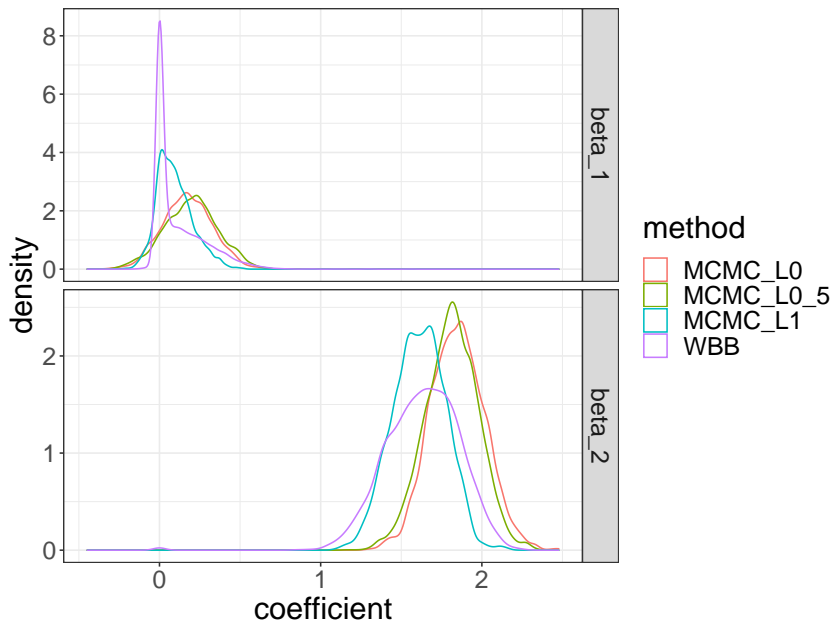 8
6
4
2
0
beta_1
density
2
1
0
beta_2
0
1
2
coefficient
method
MCMC_L0
MCMC_L0_5
MCMC_L1
WBB